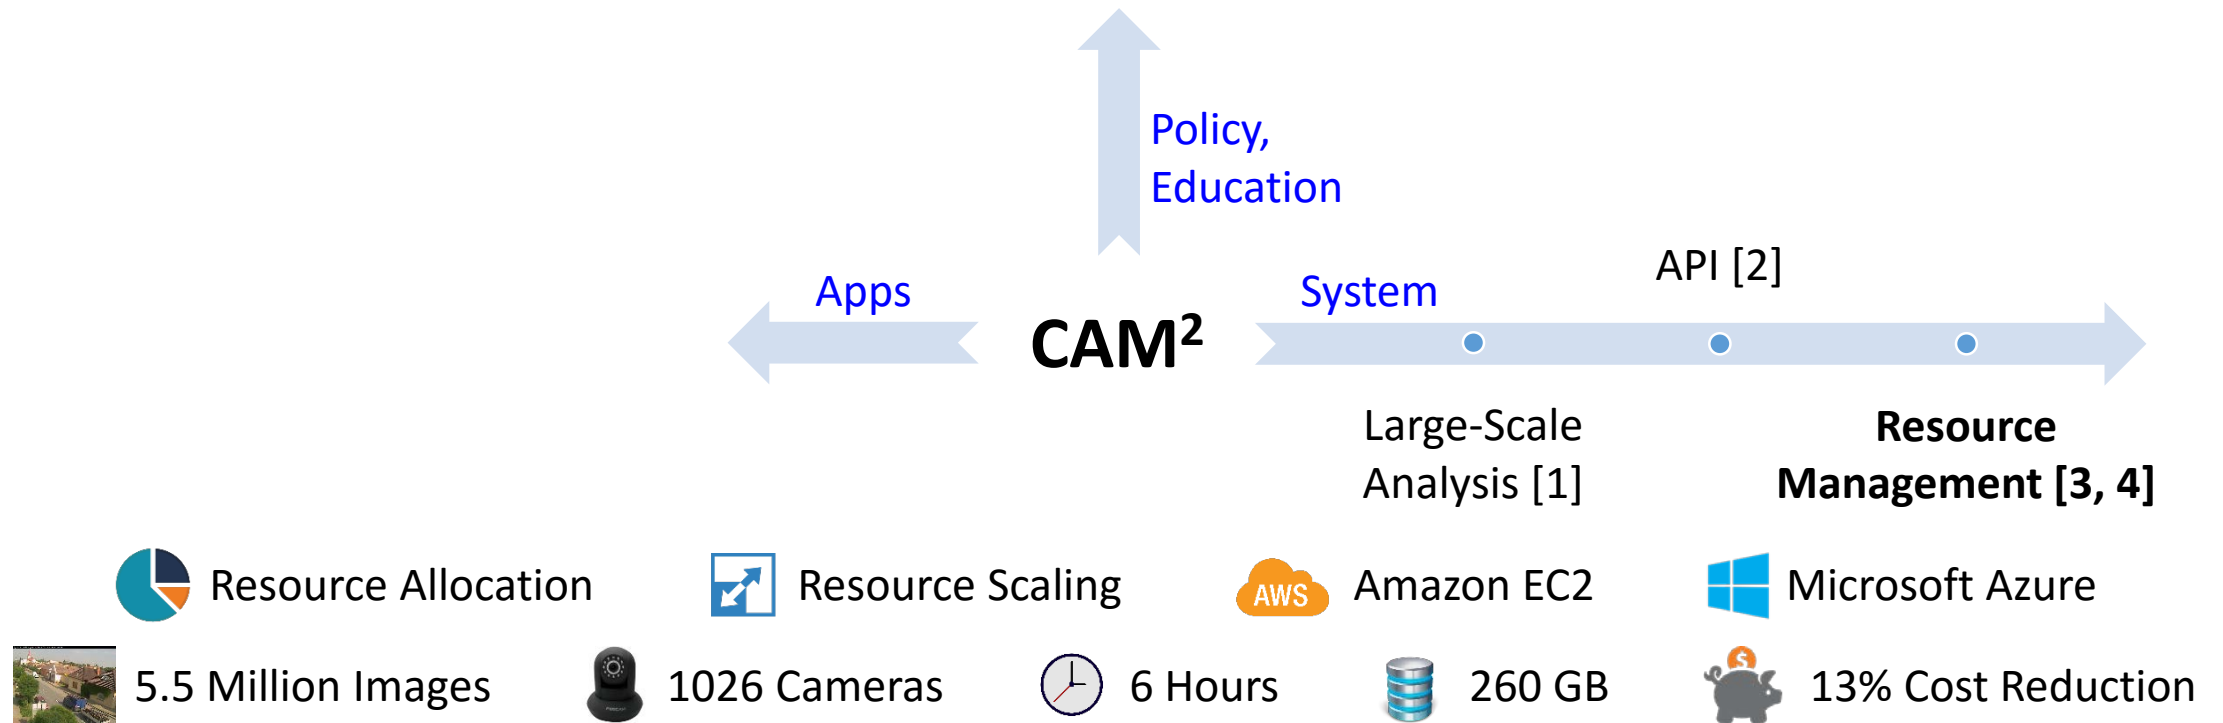 Policy,
Education
Apps
CAM²
System
API [2]
Large-Scale
Analysis [1]
Resource
Management [3, 4]
Resource Allocation
Resource Scaling
AWS
Amazon EC2
Microsoft Azure
5.5 Million Images
1026 Cameras
6 Hours
260 GB
$
13% Cost Reduction